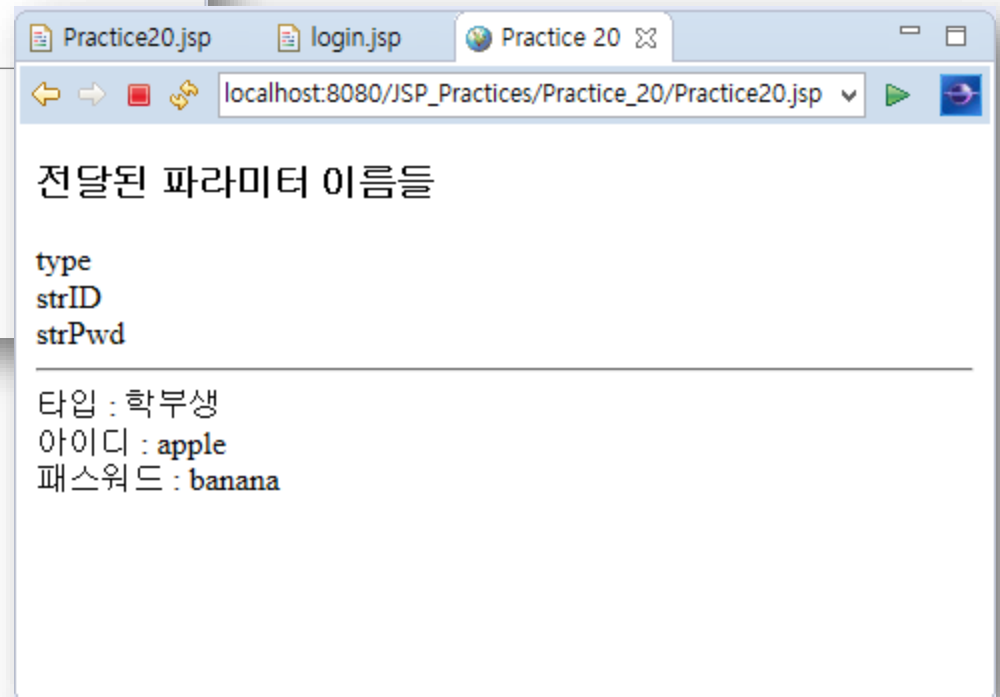 Practice20.jsp
login.jsp
Practice 20
localhost:8080/JSP_Practices/Practice_20/Practice20.jsp
전달된 파라미터 이름들
type
strID
strPwd
타입 : 학부생
아이디 : apple
패스워드 : banana